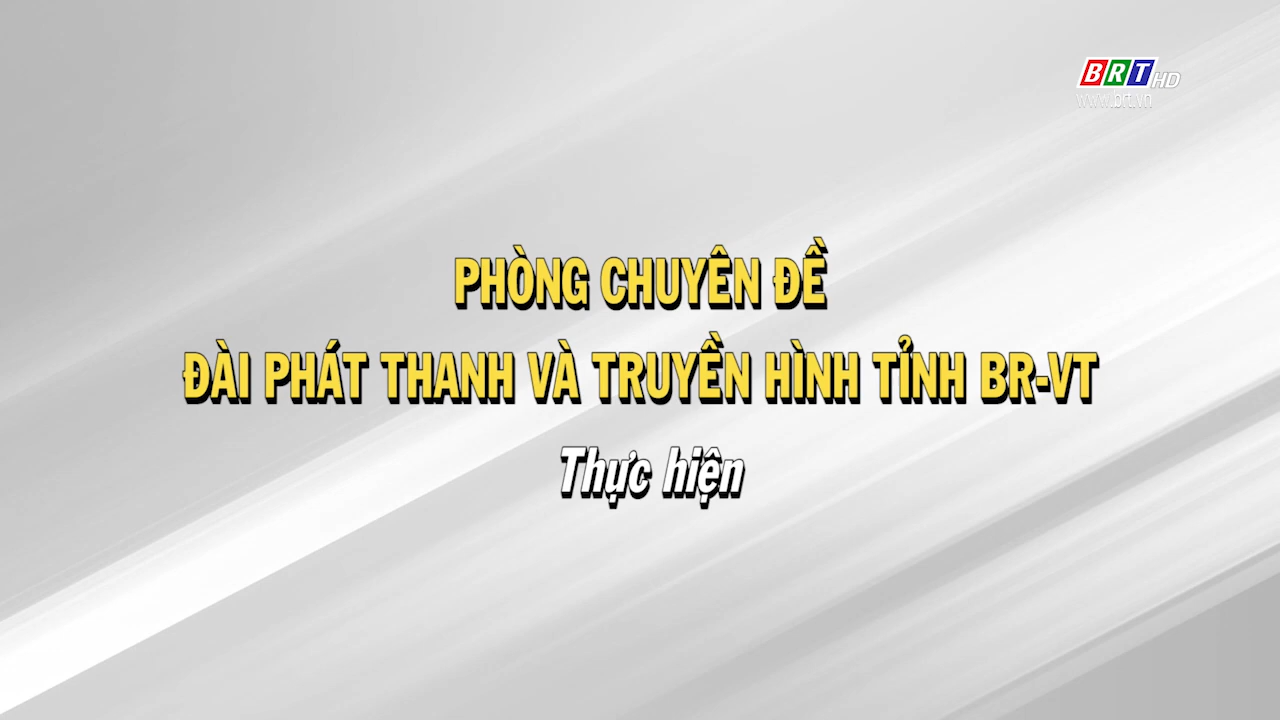 BRT HD
www.brt.vn
PHÒNG CHUYÊN ĐỀ
ĐÀI PHÁT THANH VÀ TRUYỀN HÌNH TỈNH BR-VT
Thực hiện